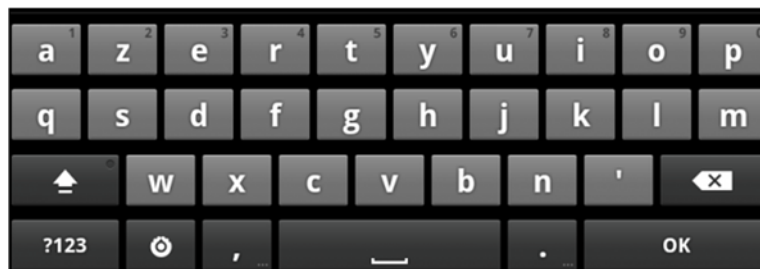 1 2 3 4 5 6 7 8 9 0
a z e r t y u i o p
q s d f g h j k l m
w x c v b n '
?123 , ... . ... OK